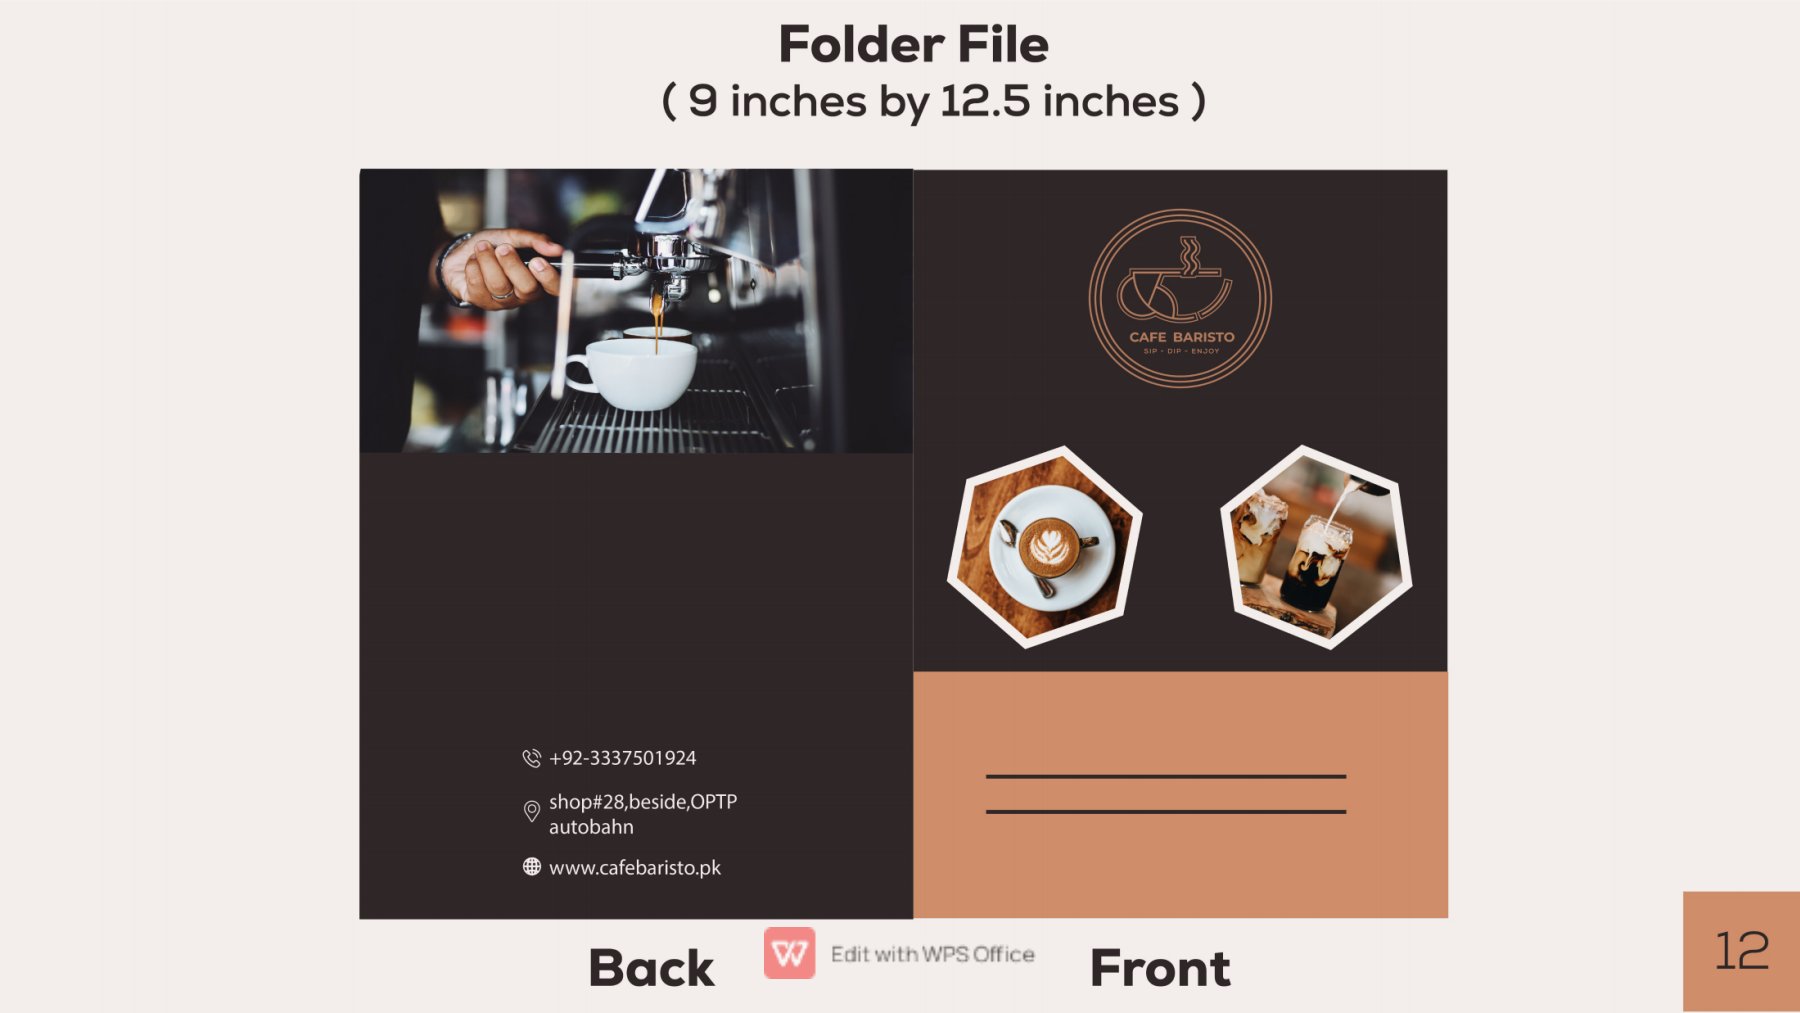 Folder File
( 9 inches by 12.5 inches )
CAFE BARISTO
SIP - DIP - ENJOY
+92-3337501924
shop#28,beside,OPTP
autobahn
www.cafebaristo.pk
Back
Edit with WPS Office
Front
12